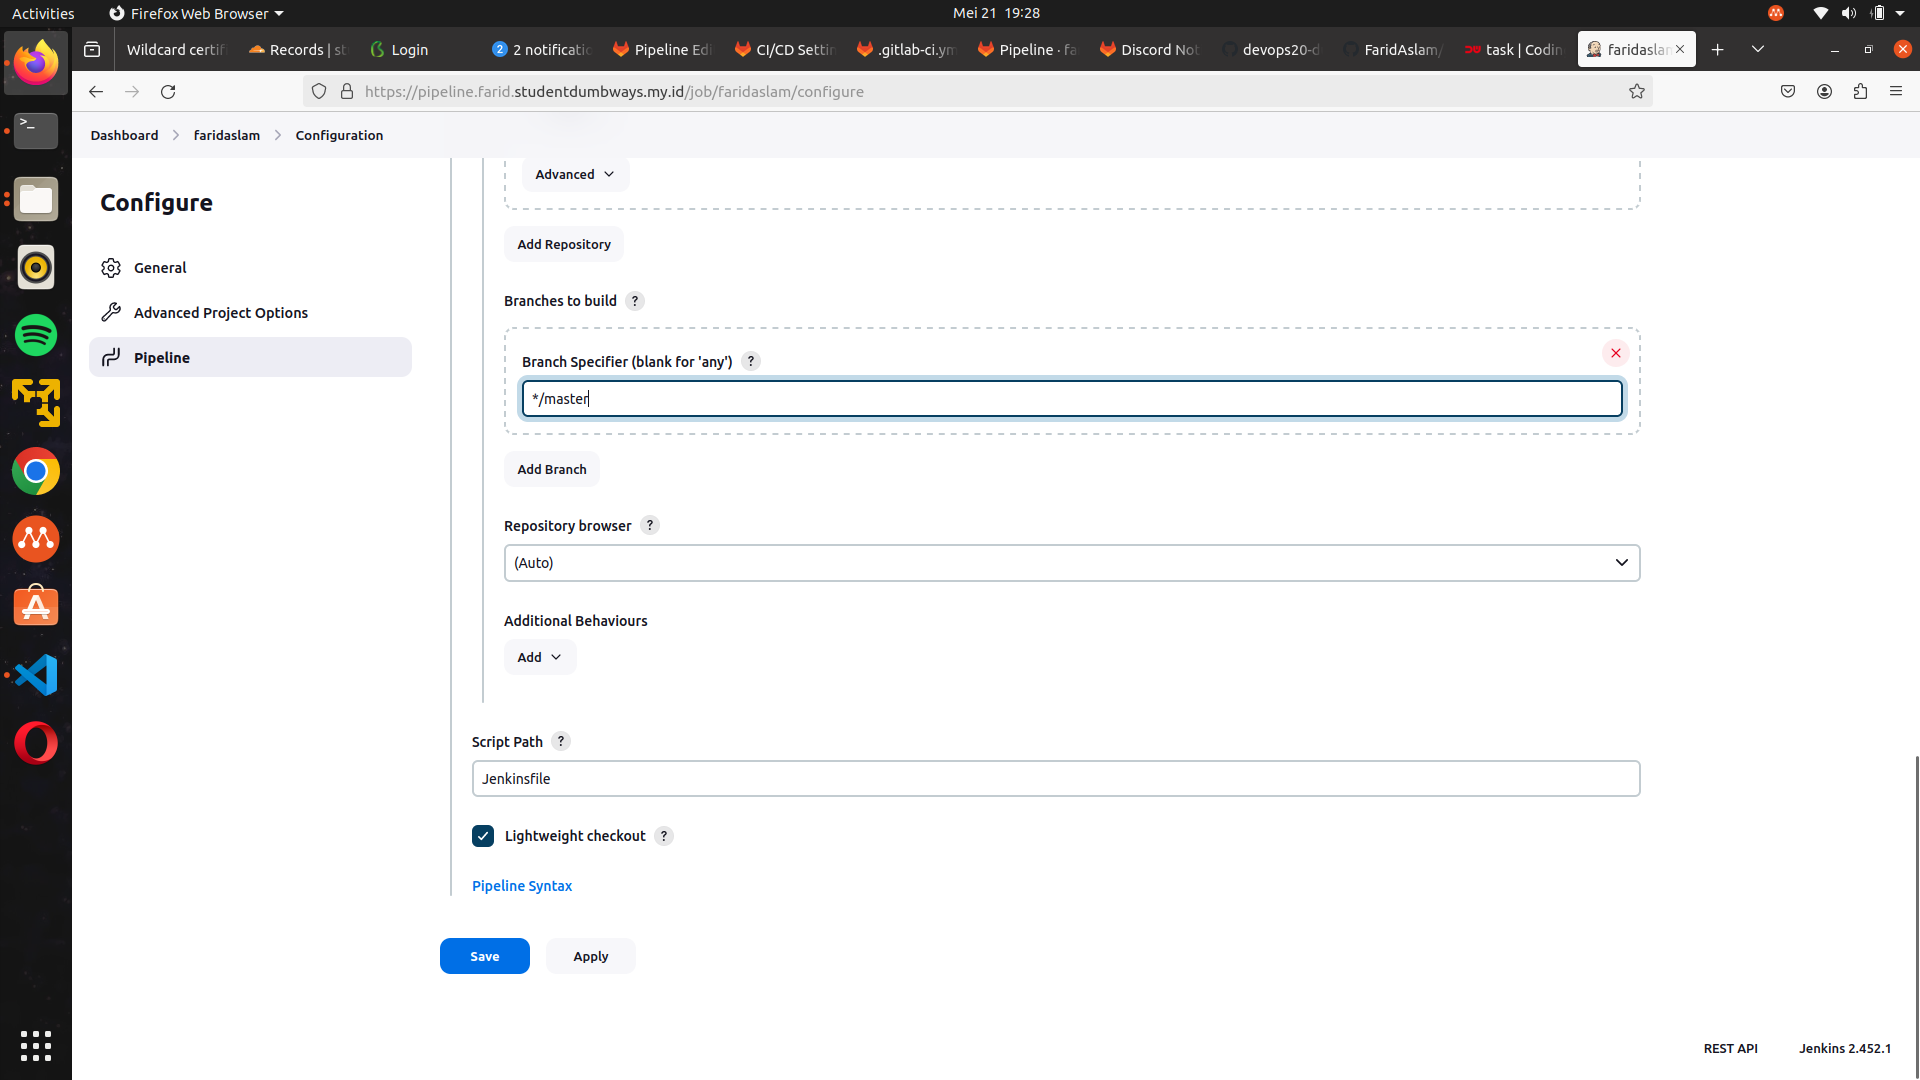 Activities
Firefox Web Browser
Mei 21 19:28
Wildcard certif
Records | st
Login
2
2 notificatio
Pipeline Edi
CI/CD Settin
.gitlab-ci.ym
Pipeline · fa
Discord Not
devops20-d
FaridAslam/
task | Codin
faridaslam
https://pipeline.farid.studentdumbways.my.id/job/faridaslam/configure
Dashboard
faridaslam
Configuration
Configure
General
Advanced Project Options
Pipeline
Advanced
Add Repository
Branches to build ?
Branch Specifier (blank for 'any') ?
*/master
Add Branch
Repository browser ?
(Auto)
Additional Behaviours
Add
Script Path ?
Jenkinsfile
Lightweight checkout ?
Pipeline Syntax
Save
Apply
REST API
Jenkins 2.452.1